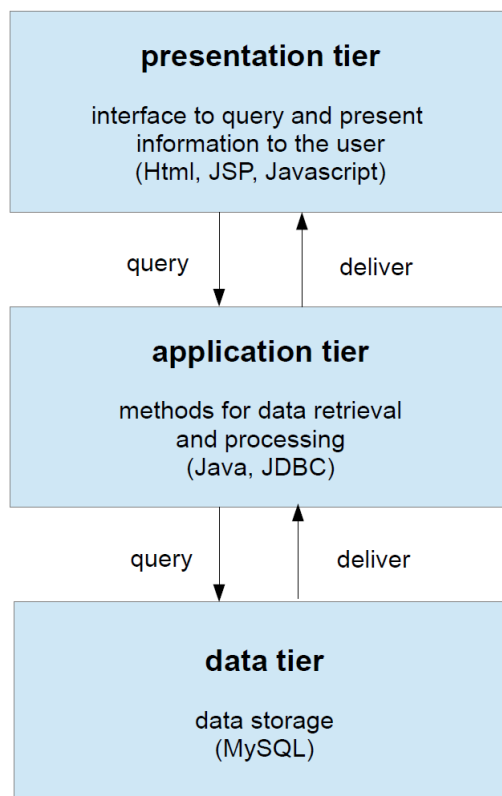 presentation tier
interface to query and present
information to the user
(Html, JSP, Javascript)
query
deliver
application tier
methods for data retrieval
and processing
(Java, JDBC)
query
deliver
data tier
data storage
(MySQL)